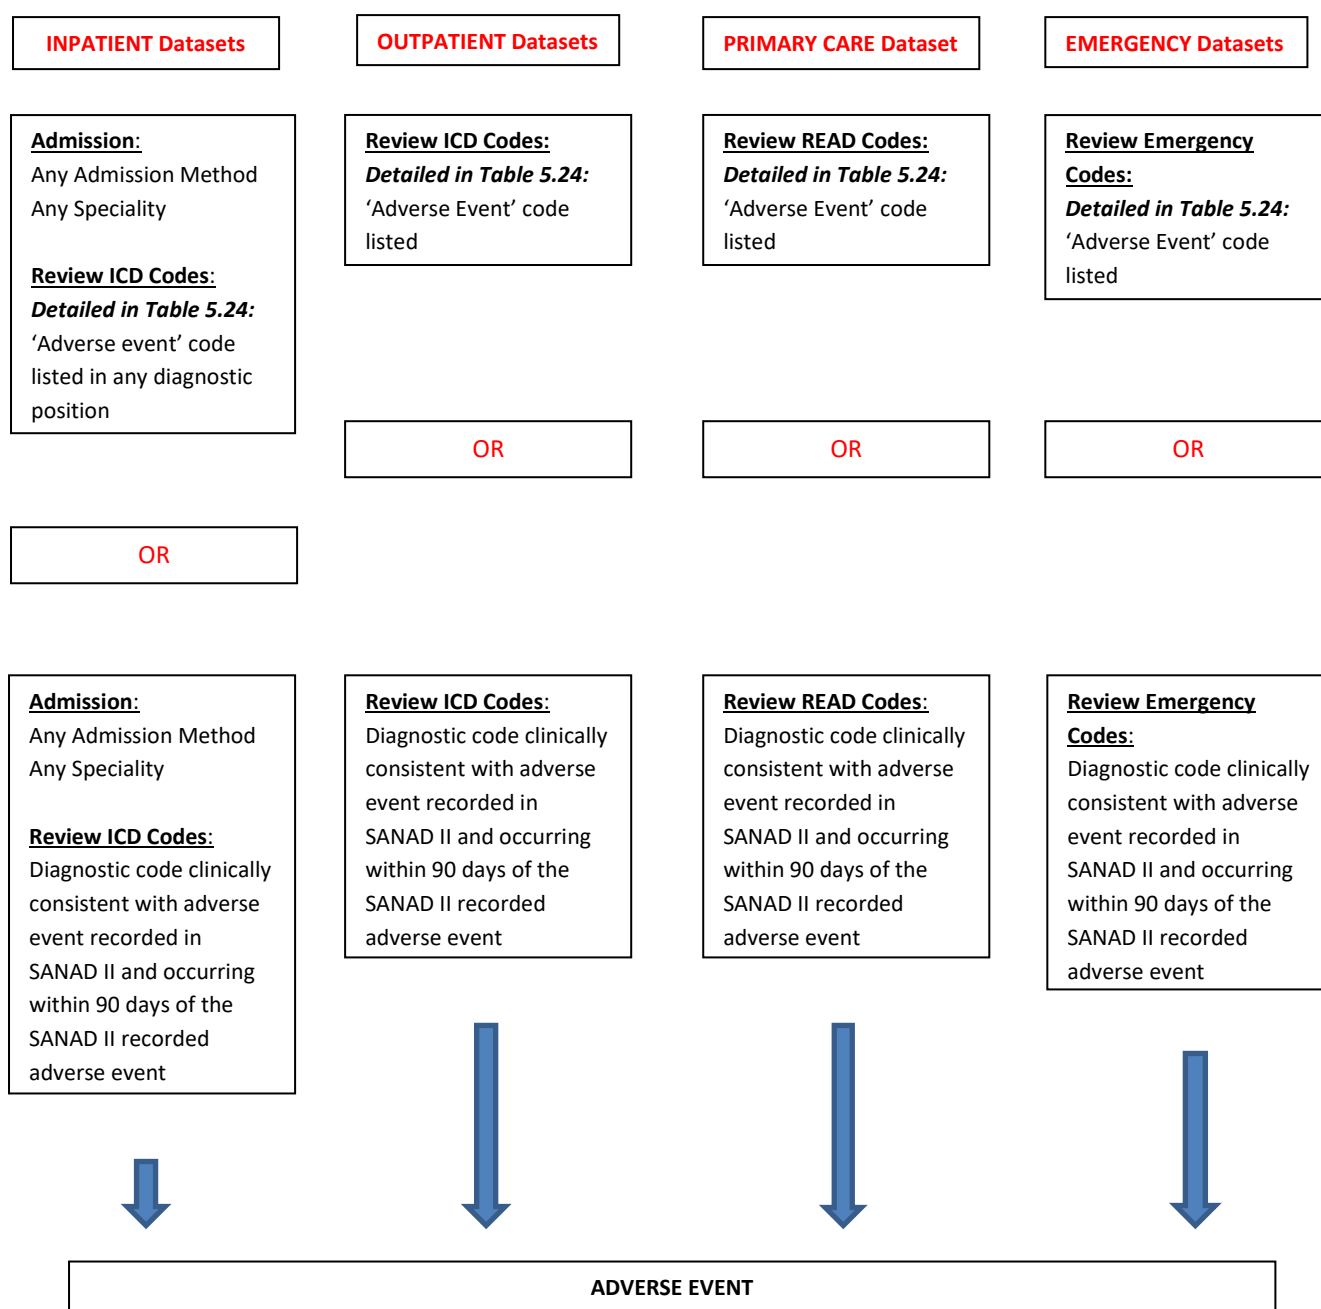 INPATIENT Datasets
OUTPATIENT Datasets
PRIMARY CARE Dataset
EMERGENCY Datasets
Admission:
Any Admission Method
Any Speciality
Review ICD Codes:
Detailed in Table 5.24:
‘Adverse event’ code
listed in any diagnostic
position
Review ICD Codes:
Detailed in Table 5.24:
‘Adverse Event’ code
listed
Review READ Codes:
Detailed in Table 5.24:
‘Adverse Event’ code
listed
Review Emergency
Codes:
Detailed in Table 5.24:
‘Adverse Event’ code
listed
OR
OR
OR
OR
Admission:
Any Admission Method
Any Speciality
Review ICD Codes:
Diagnostic code clinically
consistent with adverse
event recorded in
SANAD II and occurring
within 90 days of the
SANAD II recorded
adverse event
Review ICD Codes:
Diagnostic code clinically
consistent with adverse
event recorded in
SANAD II and occurring
within 90 days of the
SANAD II recorded
adverse event
Review READ Codes:
Diagnostic code clinically
consistent with adverse
event recorded in
SANAD II and occurring
within 90 days of the
SANAD II recorded
adverse event
Review Emergency
Codes:
Diagnostic code clinically
consistent with adverse
event recorded in
SANAD II and occurring
within 90 days of the
SANAD II recorded
adverse event
ADVERSE EVENT